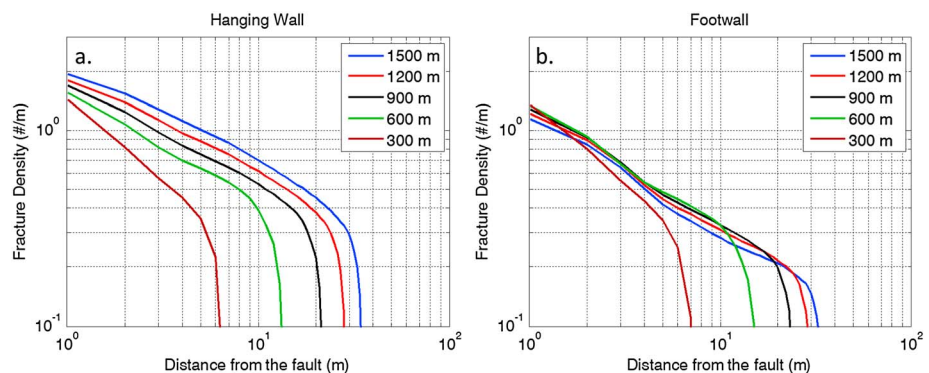 Hanging Wall
a.
1500 m
1200 m
900 m
600 m
300 m
Fracture Density (#/m)
10^0
10^-1
10^0
10^1
10^2
Distance from the fault (m)
Footwall
b.
1500 m
1200 m
900 m
600 m
300 m
Fracture Density (#/m)
10^0
10^-1
10^0
10^1
10^2
Distance from the fault (m)